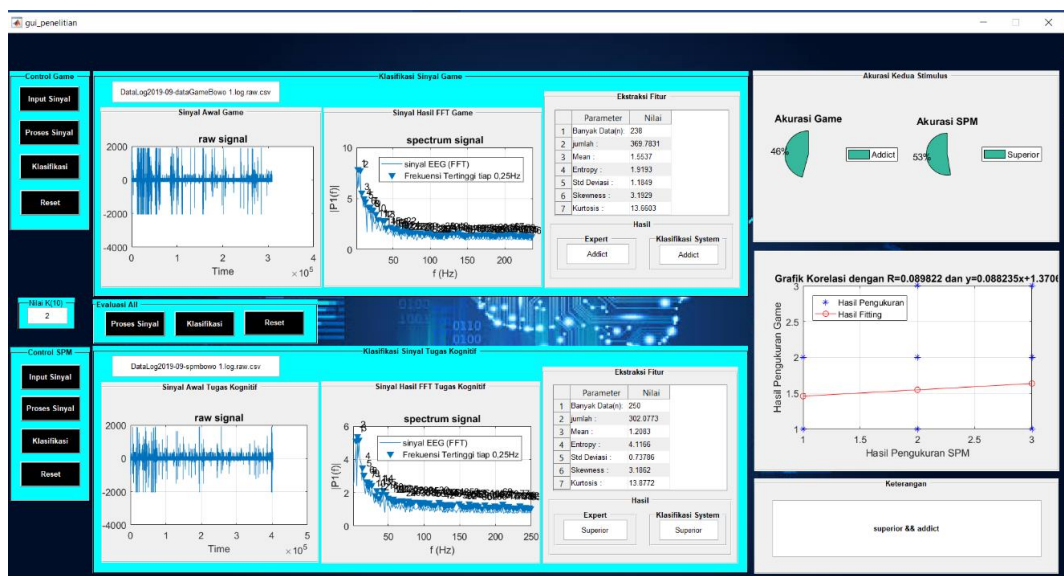 gui_penelitian
Control Game
Input Sinyal
Proses Sinyal
Klasifikasi
Reset
Klasifikasi Sinyal Game
DataLog2019-09-dataGameBowo 1.log.raw.csv
Sinyal Awal Game
raw signal
2000
0
-2000
-4000
0 1 2 3 4
Time
×10^5
Sinyal Hasil FFT Game
spectrum signal
sinyal EEG (FFT)
Frekuensi Tertinggi tiap 0,25Hz
|P1(f)|
10
5
0
50 100 150 200
f (Hz)
Ekstraksi Fitur
Parameter Nilai
1 Banyak Data(n): 238
2 jumlah : 369.7831
3 Mean : 1.5537
4 Entropy : 1.9193
5 Std Deviasi : 1.1849
6 Skewness : 3.1929
7 Kurtosis : 13.6603
Hasil
Expert
Addict
Klasifikasi System
Addict
Akurasi Kedua Stimulus
Akurasi Game
46%
Addict
Akurasi SPM
53%
Superior
Nilai K(10)
2
Evaluasi All
Proses Sinyal
Klasifikasi
Reset
Grafik Korelasi dengan R=0.089822 dan y=0.088235x+1.3706
Hasil Pengukuran
Hasil Fitting
Hasil Pengukuran Game
3
2.5
2
1.5
1
1 1.5 2 2.5 3
Hasil Pengukuran SPM
Control SPM
Input Sinyal
Proses Sinyal
Klasifikasi
Reset
Klasifikasi Sinyal Tugas Kognitif
DataLog2019-09-spmbowo 1.log.raw.csv
Sinyal Awal Tugas Kognitif
raw signal
2000
0
-2000
-4000
0 1 2 3 4 5
Time
×10^5
Sinyal Hasil FFT Tugas Kognitif
spectrum signal
sinyal EEG (FFT)
Frekuensi Tertinggi tiap 0,25Hz
|P1(f)|
6
4
2
0
50 100 150 200 250
f (Hz)
Ekstraksi Fitur
Parameter Nilai
1 Banyak Data(n): 250
2 jumlah : 302.0773
3 Mean : 1.2083
4 Entropy : 4.1166
5 Std Deviasi : 0.73786
6 Skewness : 3.1862
7 Kurtosis : 13.8772
Hasil
Expert
Superior
Klasifikasi System
Superior
Keterangan
superior && addict